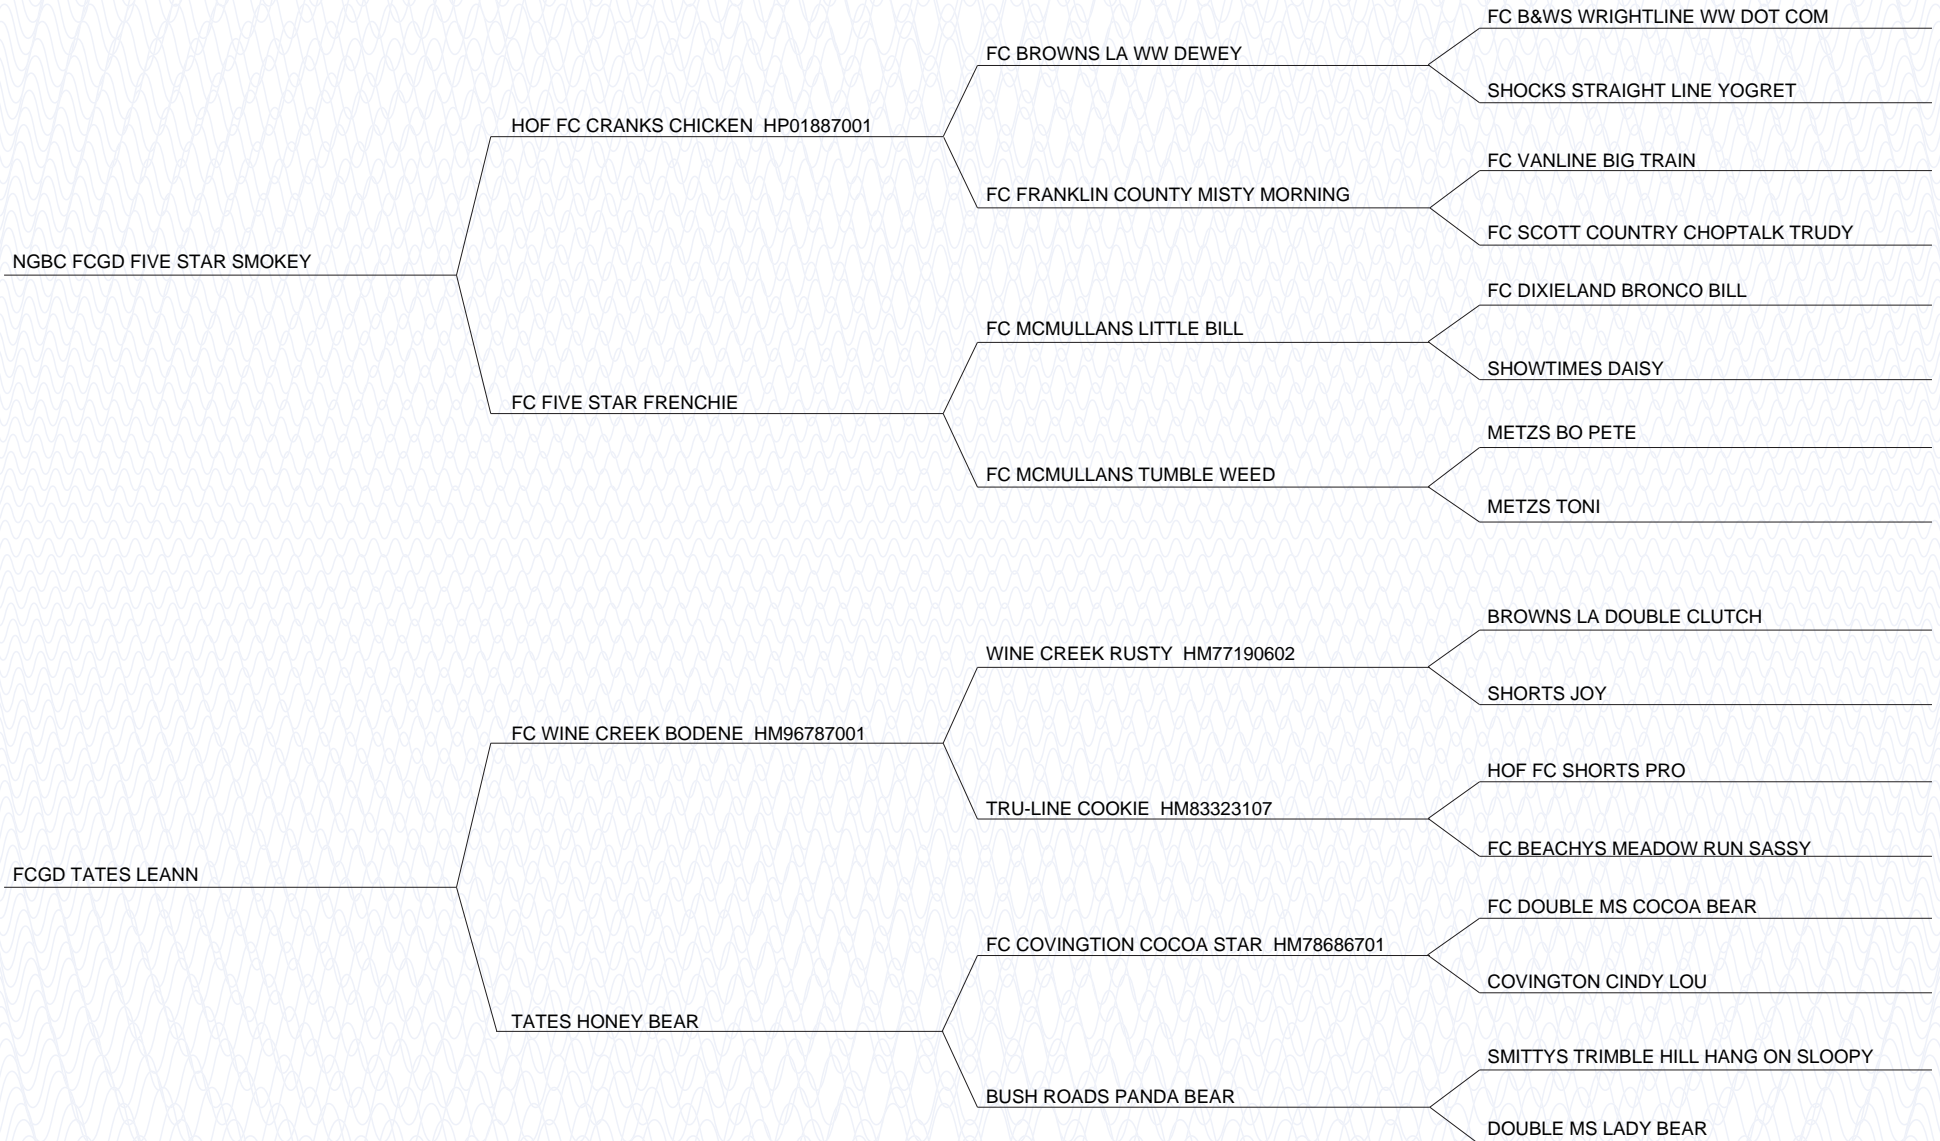 FC B&WS WRIGHTLINE WW DOT COM
FC BROWNS LA WW DEWEY
SHOCKS STRAIGHT LINE YOGRET
HOF FC CRANKS CHICKEN HP01887001
FC VANLINE BIG TRAIN
FC FRANKLIN COUNTY MISTY MORNING
FC SCOTT COUNTRY CHOPTALK TRUDY
NGBC FCGD FIVE STAR SMOKEY
FC DIXIELAND BRONCO BILL
FC MCMULLANS LITTLE BILL
SHOWTIMES DAISY
FC FIVE STAR FRENCHIE
METZS BO PETE
FC MCMULLANS TUMBLE WEED
METZS TONI
BROWNS LA DOUBLE CLUTCH
WINE CREEK RUSTY HM77190602
SHORTS JOY
FC WINE CREEK BODENE HM96787001
HOF FC SHORTS PRO
TRU-LINE COOKIE HM83323107
FC BEACHYS MEADOW RUN SASSY
FCGD TATES LEANN
FC DOUBLE MS COCOA BEAR
FC COVINGTION COCOA STAR HM78686701
COVINGTON CINDY LOU
TATES HONEY BEAR
SMITTYS TRIMBLE HILL HANG ON SLOOPY
BUSH ROADS PANDA BEAR
DOUBLE MS LADY BEAR